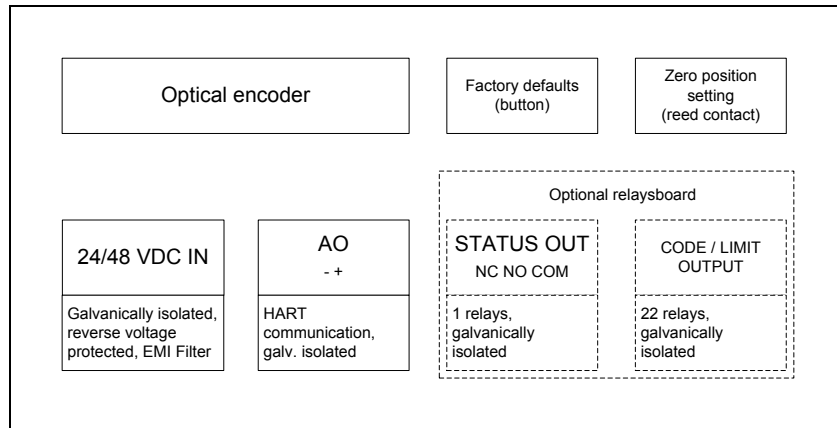 Optical encoder
Factory defaults
(button)
Zero position
setting
(reed contact)
Optional relaysboard
24/48 VDC IN
AO
- +
STATUS OUT
NC NO COM
CODE / LIMIT
OUTPUT
Galvanically isolated,
reverse voltage
protected, EMI Filter
HART
communication,
galv. isolated
1 relays,
galvanically
isolated
22 relays,
galvanically
isolated